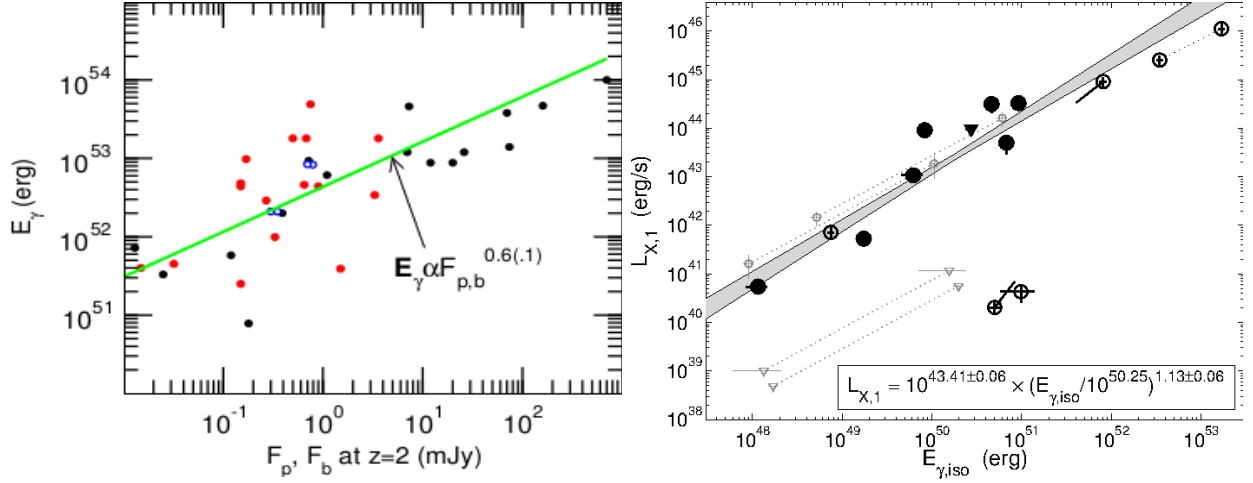 10^54
10^53
10^52
10^51
E_γ (erg)
E_γ αF_p,b^0.6(.1)
10^-1 10^0 10^1 10^2
F_p, F_b at z=2 (mJy)
10^46
10^45
10^44
10^43
10^42
10^41
10^40
10^39
10^38
L_X,1 (erg/s)
L_X,1 = 10^43.41±0.06 × (E_γ,iso/10^50.25)^1.13±0.06
10^48 10^49 10^50 10^51 10^52 10^53
E_γ,iso (erg)